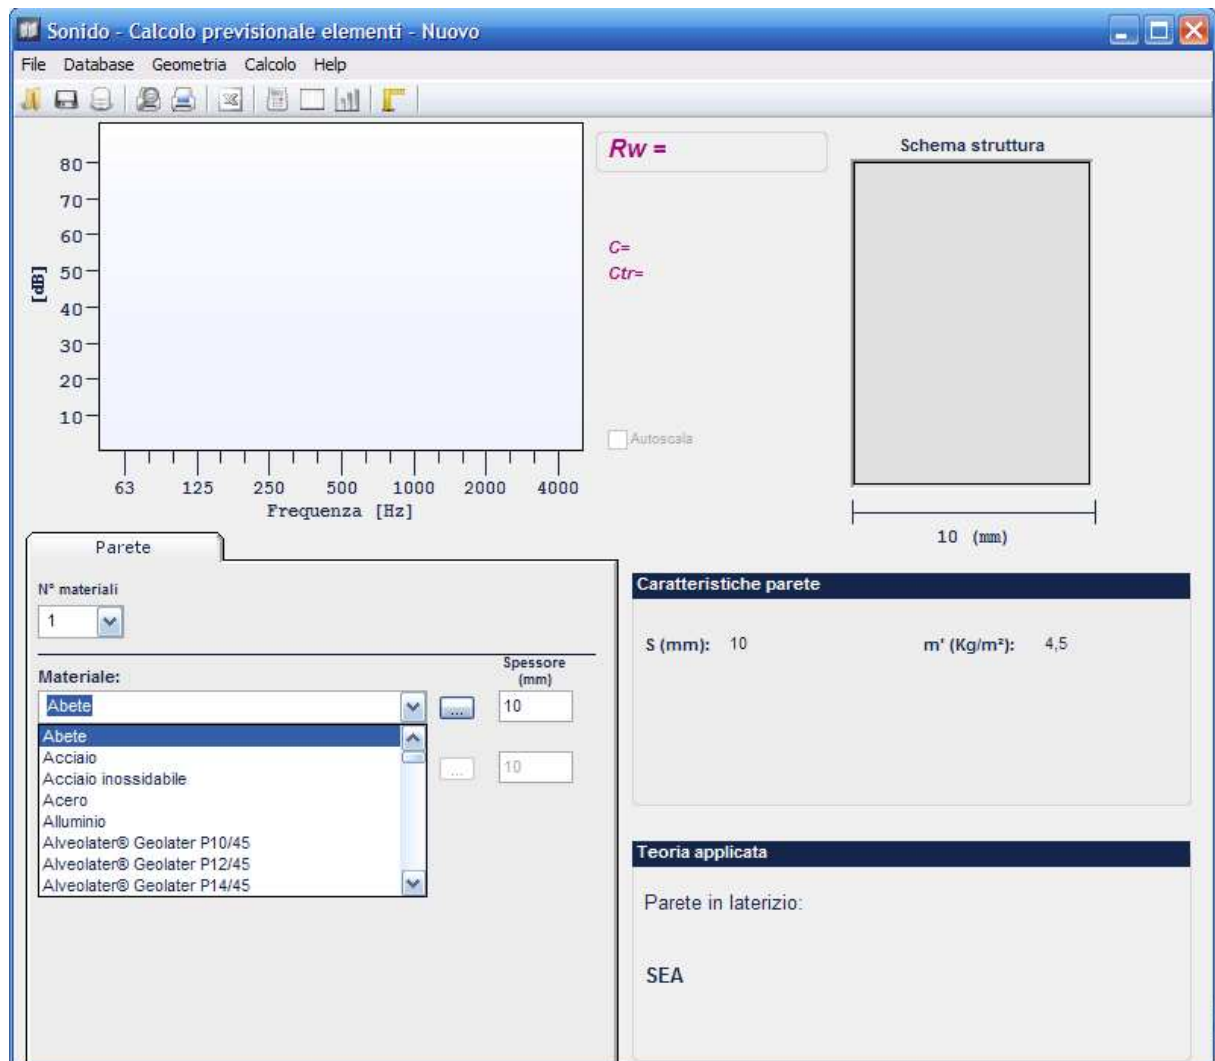 Sonido - Calcolo previsionale elementi - Nuovo
File Database Geometria Calcolo Help
Rw =
Schema struttura
80
70
60
50
40
30
20
10
[dB]
C=
Ctr=
Autoscala
63 125 250 500 1000 2000 4000
Frequenza [Hz]
10 (mm)
Parete
N° materiali
1
Materiale:
Spessore
(mm)
Abete
...
10
Abete
Acciaio
Acciaio inossidabile
Acero
Alluminio
Alveolater® Geolater P10/45
Alveolater® Geolater P12/45
Alveolater® Geolater P14/45
...
10
Caratteristiche parete
S (mm): 10 m' (Kg/m²): 4,5
Teoria applicata
Parete in laterizio:
SEA